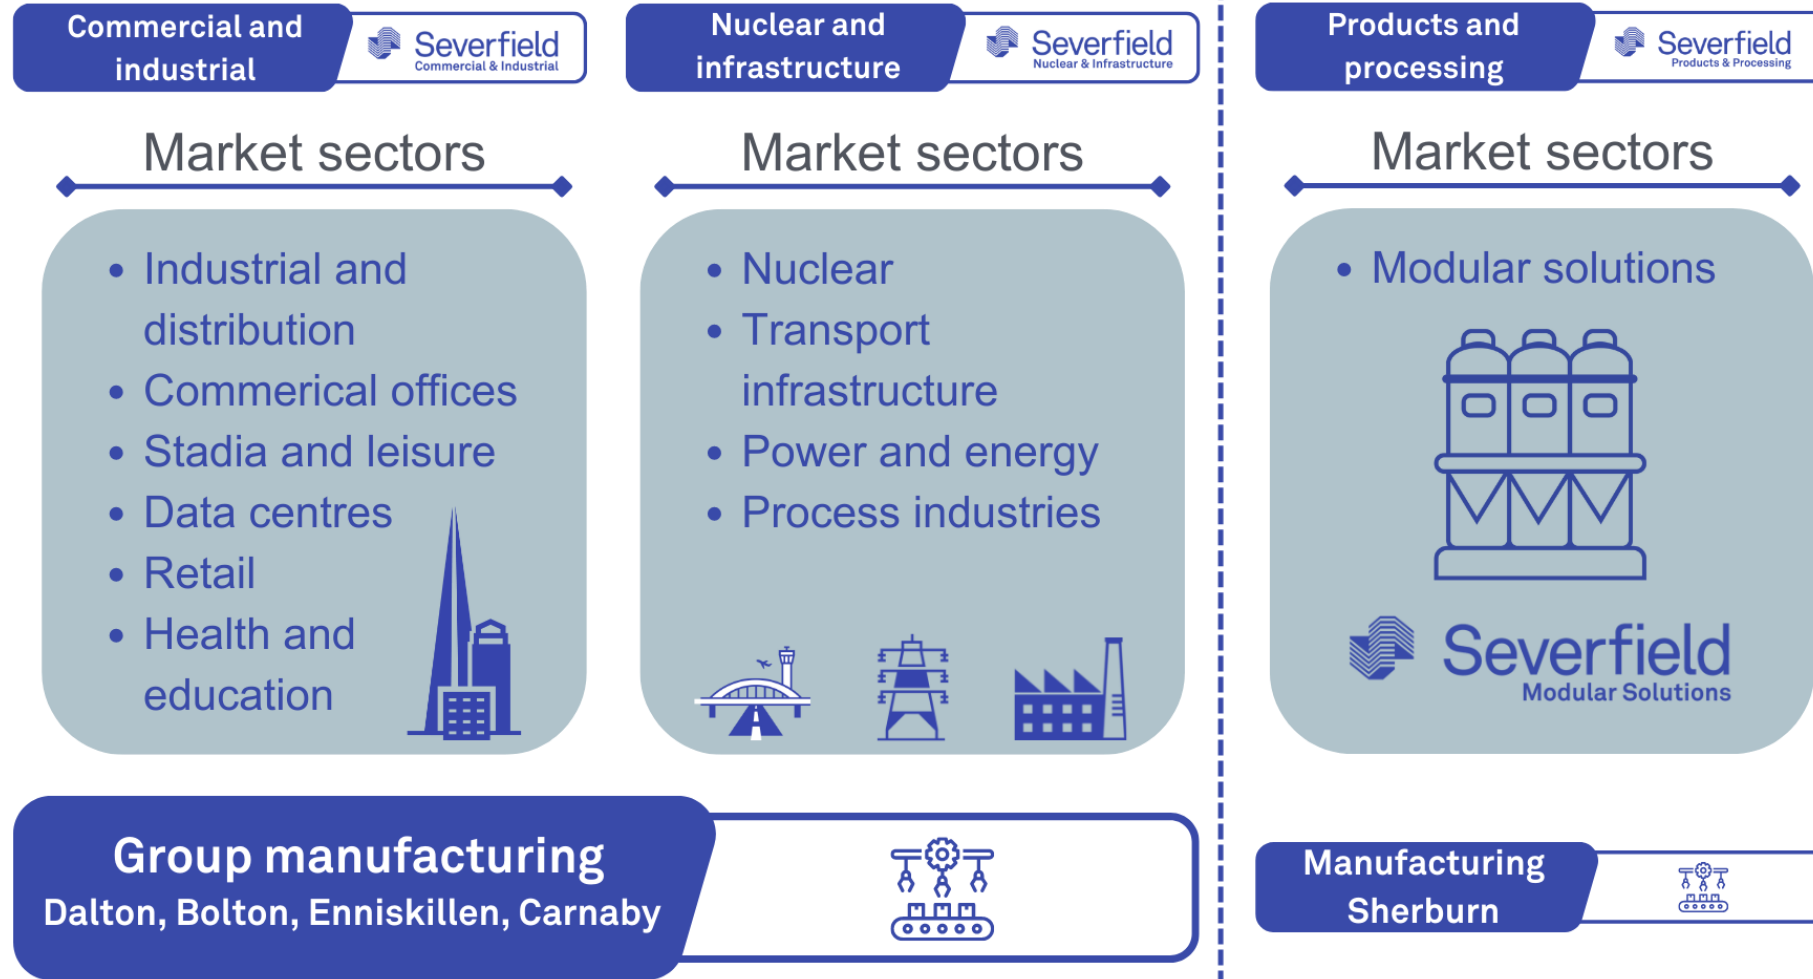 Commercial and
industrial
Severfield
Commercial & Industrial
Market sectors
• Industrial and
distribution
• Commerical offices
• Stadia and leisure
• Data centres
• Retail
• Health and
education
Nuclear and
infrastructure
Severfield
Nuclear & Infrastructure
Market sectors
• Nuclear
• Transport
infrastructure
• Power and energy
• Process industries
Group manufacturing
Dalton, Bolton, Enniskillen, Carnaby
Products and
processing
Severfield
Products & Processing
Market sectors
• Modular solutions
Severfield
Modular Solutions
Manufacturing
Sherburn